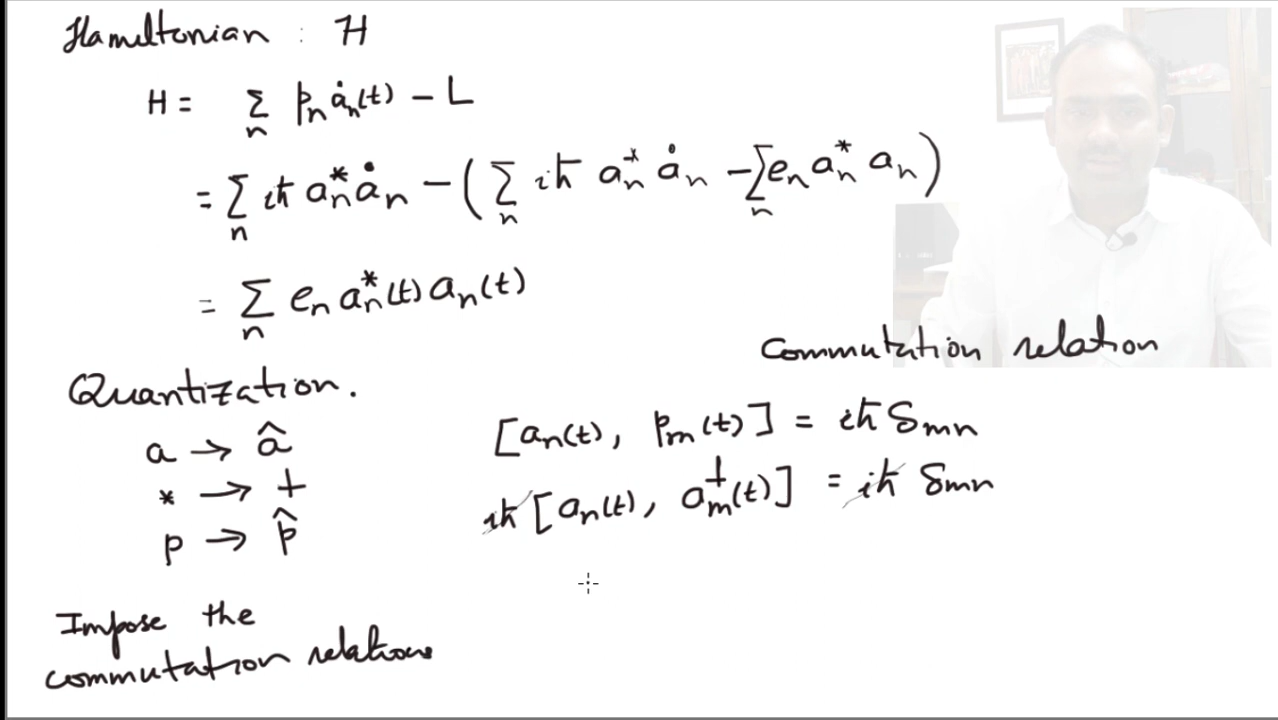 Hamiltonian : H
H = Σ_n p_n ȧ_n(t) − L
= Σ_n iħ a_n^* ȧ_n − ( Σ_n iħ a_n^* ȧ_n − Σ_n e_n a_n^* a_n )
= Σ_n e_n a_n^*(t) a_n(t)
Quantization.
a → â
* → †
p → p̂
Impose the
commutation relations
commutation relation
[a_n(t), p_m(t)] = iħ δ_mn
iħ [a_n(t), a_m^†(t)] = iħ δ_mn